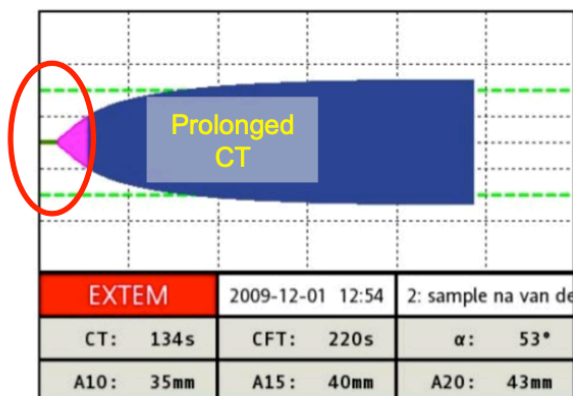 Prolonged
CT
EXTEM 2009-12-01 12:54 2: sample na van de
CT: 134s CFT: 220s α: 53°
A10: 35mm A15: 40mm A20: 43mm